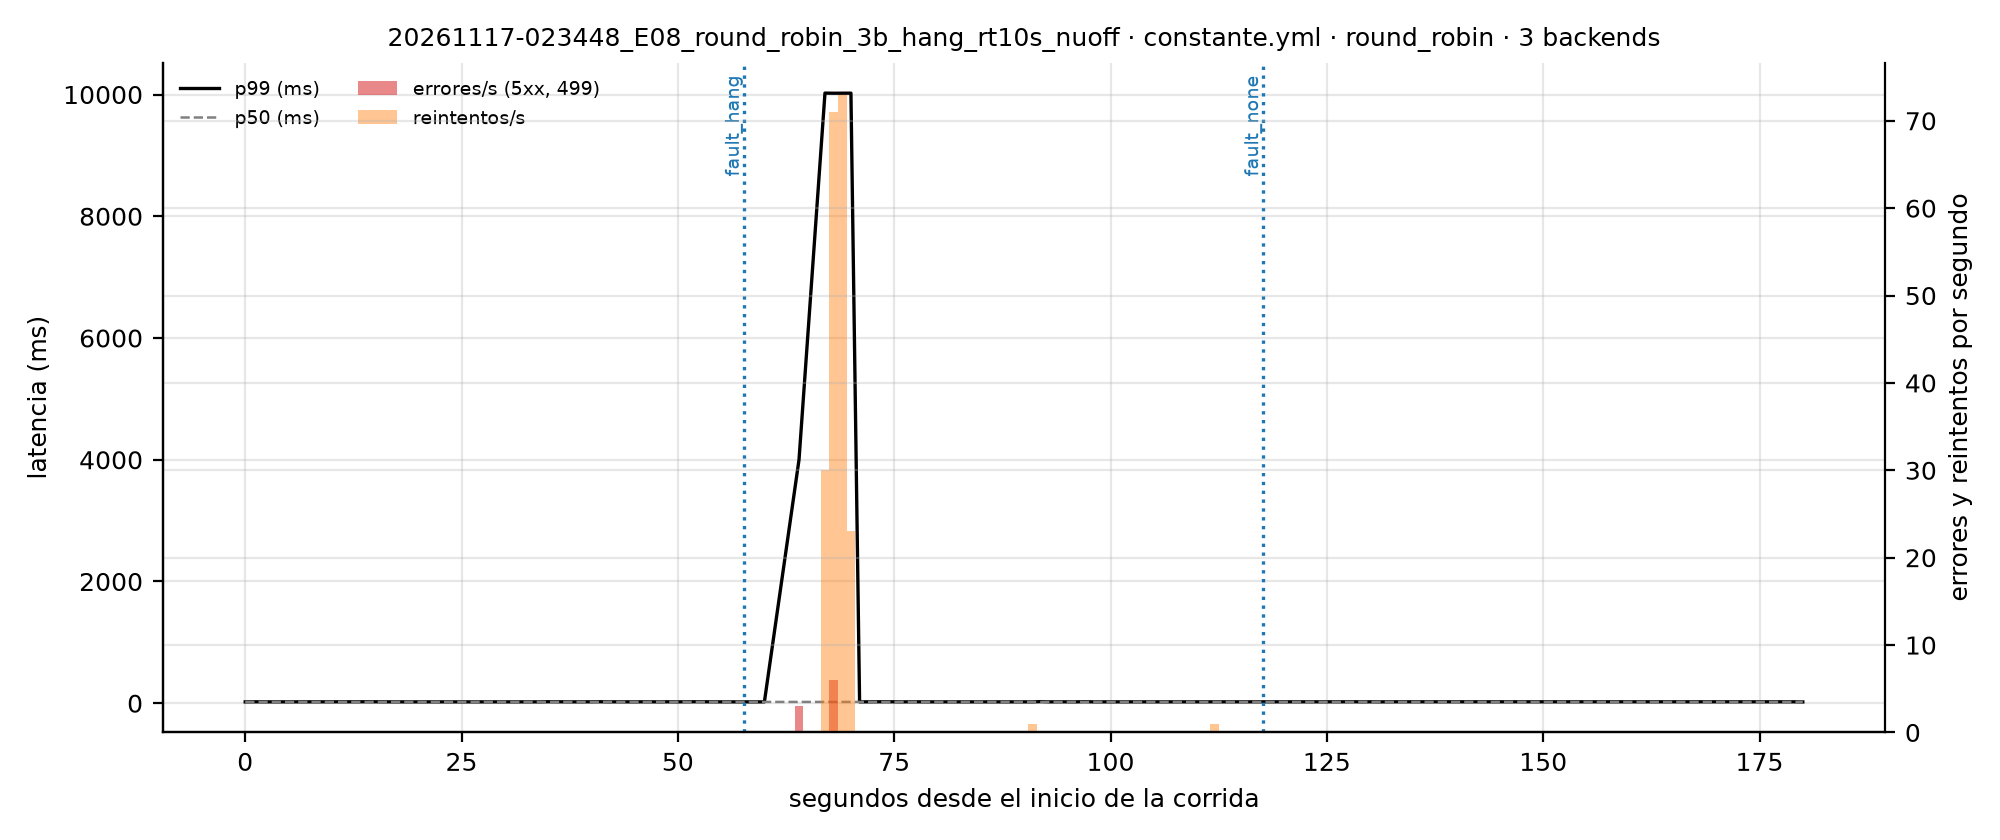 20261117-023448_E08_round_robin_3b_hang_rt10s_nuoff · constante.yml · round_robin · 3 backends
p99 (ms)
p50 (ms)
errores/s (5xx, 499)
reintentos/s
fault_hang
fault_none
latencia (ms)
10000
8000
6000
4000
2000
0
errores y reintentos por segundo
70
60
50
40
30
20
10
0
0 25 50 75 100 125 150 175
segundos desde el inicio de la corrida